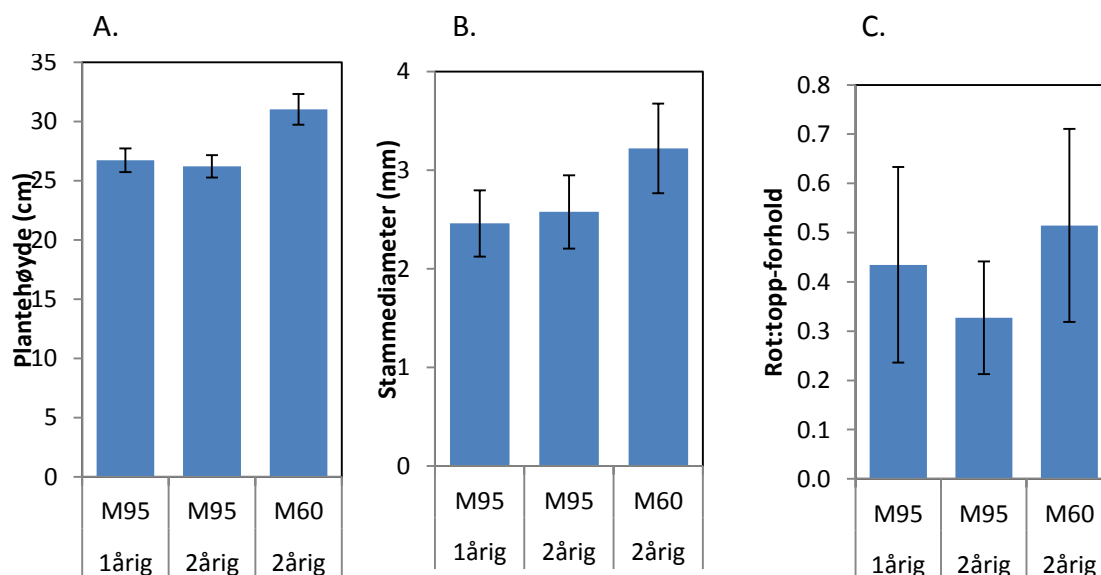 A.
Plantehøyde (cm)
35
30
25
20
15
10
5
0
M95 M95 M60
1årig 2årig 2årig
B.
Stammediameter (mm)
4
3
2
1
0
M95 M95 M60
1årig 2årig 2årig
C.
Rot:topp-forhold
0.8
0.7
0.6
0.5
0.4
0.3
0.2
0.1
0.0
M95 M95 M60
1årig 2årig 2årig